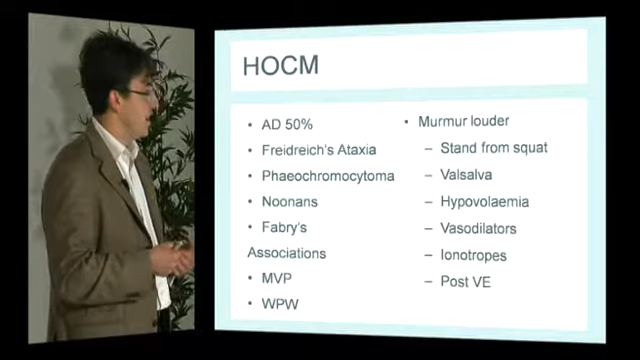 HOCM
• AD 50%
• Freidreich's Ataxia
• Phaeochromocytoma
• Noonans
• Fabry's
Associations
• MVP
• WPW
• Murmur louder
– Stand from squat
– Valsalva
– Hypovolaemia
– Vasodilators
– Ionotropes
– Post VE